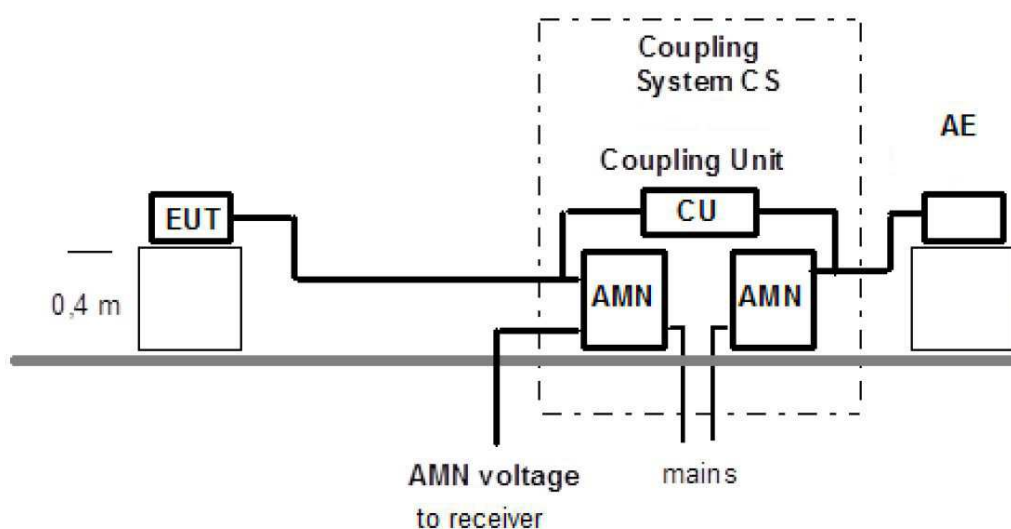 Coupling
System CS
AE
Coupling Unit
EUT
CU
AMN
AMN
0,4 m
AMN voltage
to receiver
mains